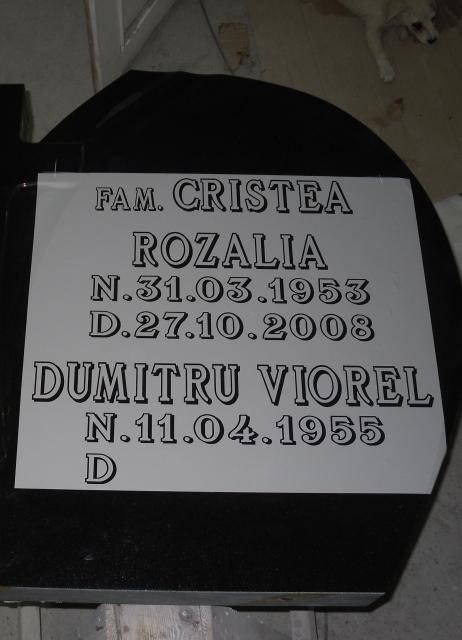 FAM. CRISTEA
ROZALIA
N.31.03.1953
D.27.10.2008
DUMITRU VIOREL
N.11.04.1955
D